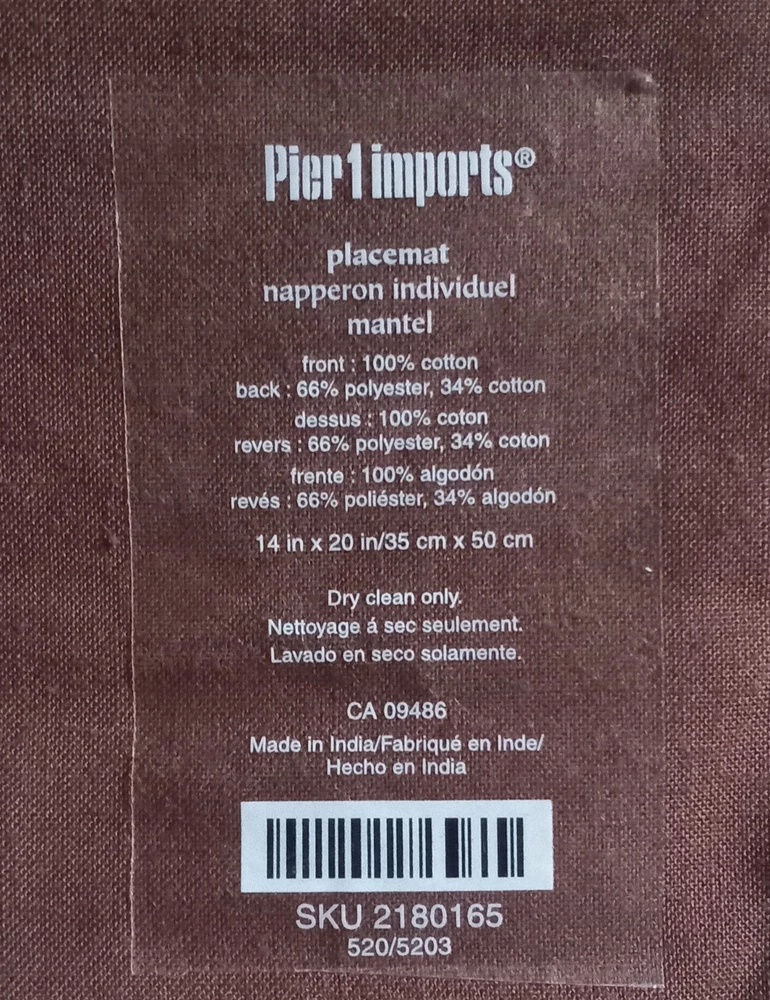 Pier 1 imports®
placemat
napperon individuel
mantel
front : 100% cotton
back : 66% polyester, 34% cotton
dessus : 100% coton
revers : 66% polyester, 34% coton
frente : 100% algodón
revés : 66% poliéster, 34% algodón
14 in x 20 in/35 cm x 50 cm
Dry clean only.
Nettoyage á sec seulement.
Lavado en seco solamente.
CA 09486
Made in India/Fabriqué en Inde/
Hecho en India
SKU 2180165
520/5203